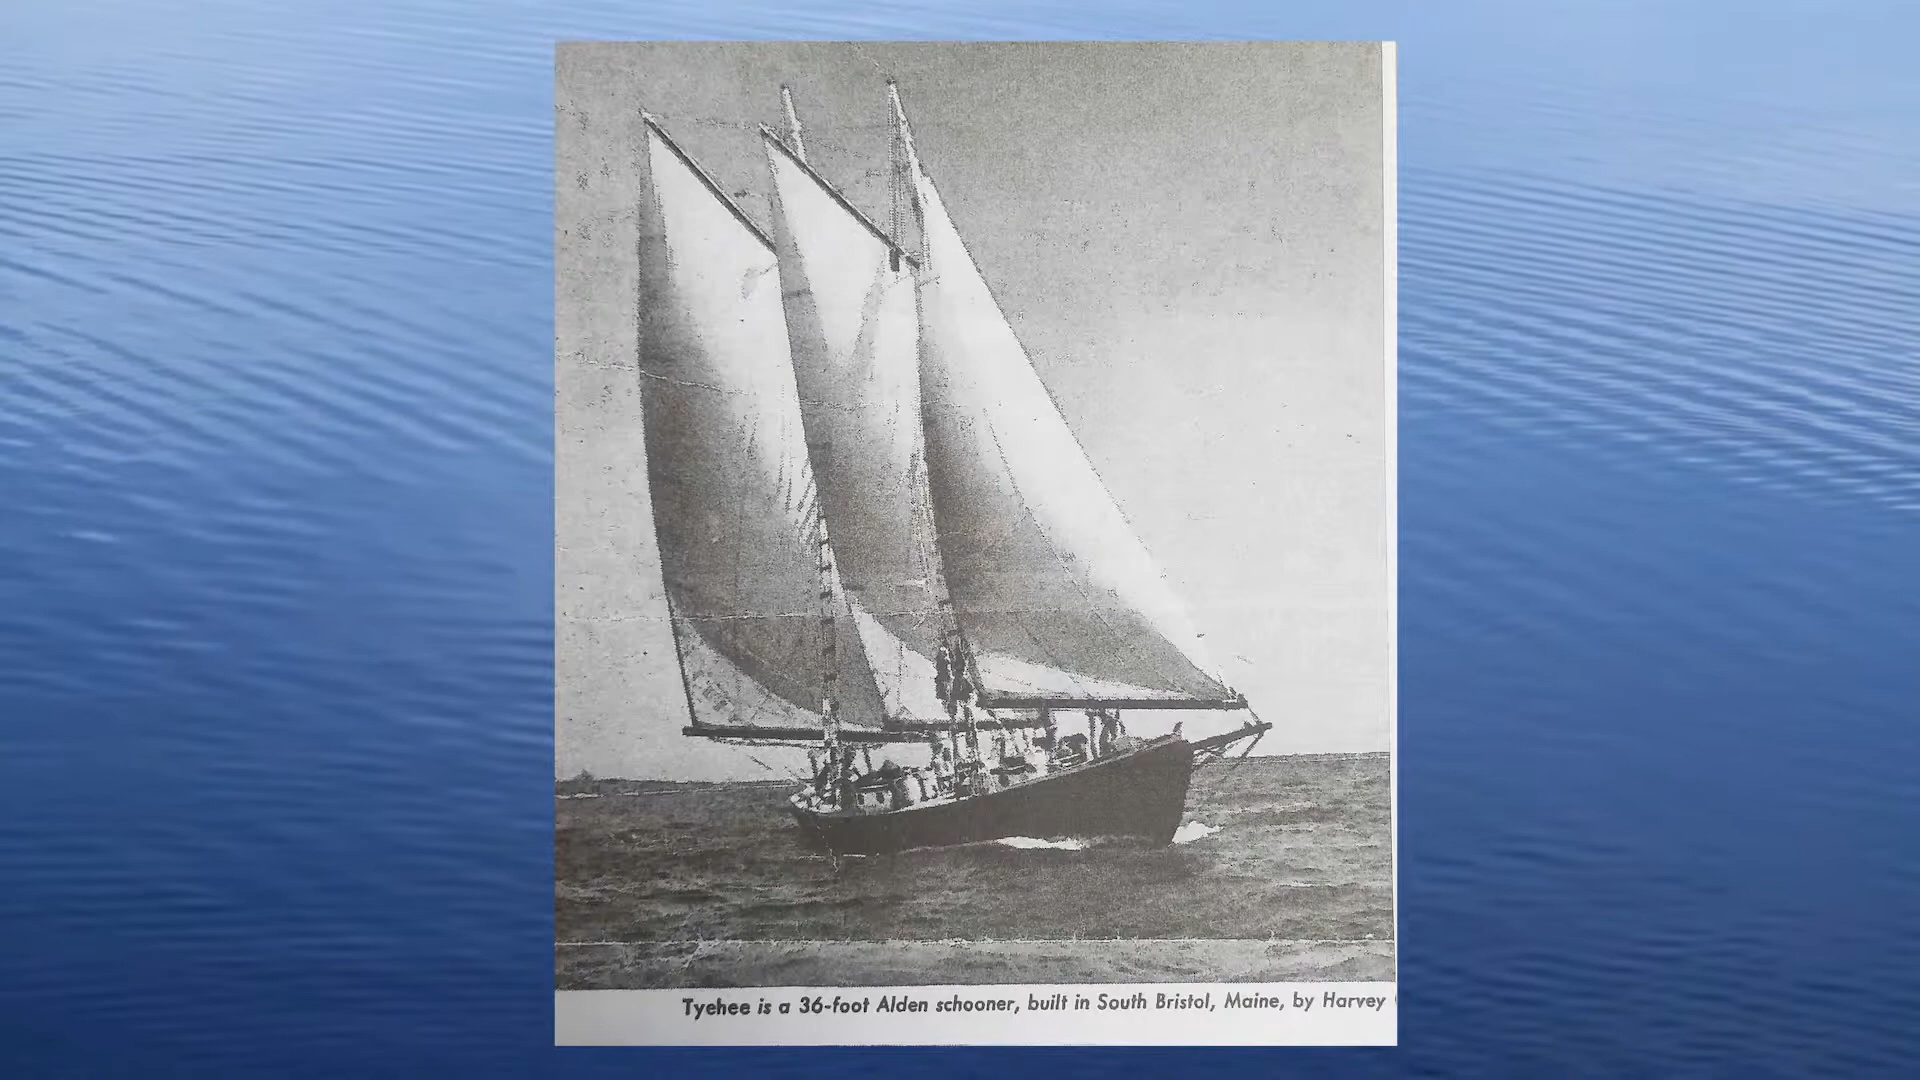 Tyehee is a 36-foot Alden schooner, built in South Bristol, Maine, by Harvey